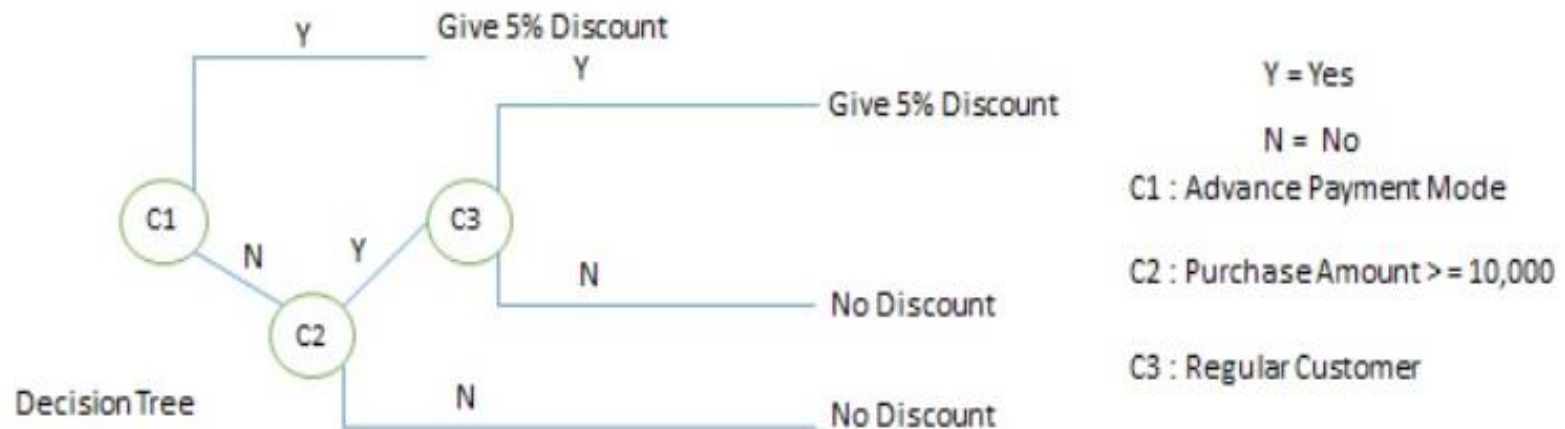 Y
Give 5% Discount
Y
Give 5% Discount
C1
N
Y
C3
N
No Discount
C2
N
No Discount
Decision Tree
Y = Yes
N = No
C1 : Advance Payment Mode
C2 : Purchase Amount > = 10,000
C3 : Regular Customer